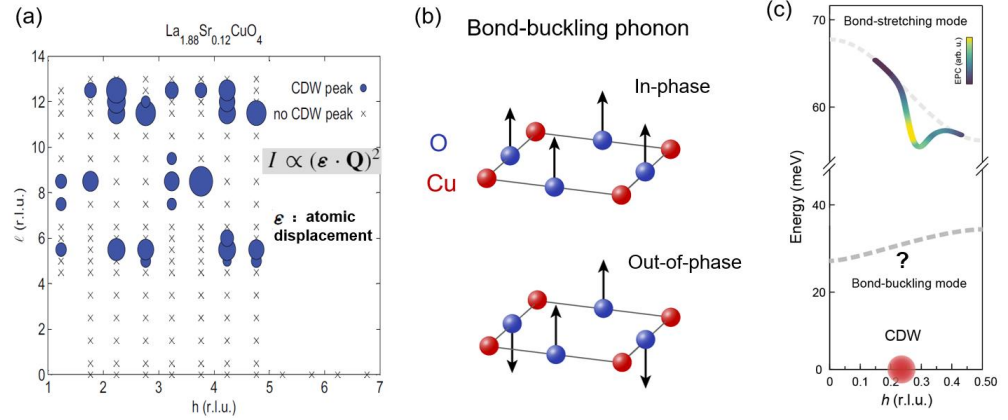 (a)
La1.88Sr0.12CuO4
14
12
10
8
6
4
2
0
ℓ (r.l.u.)
1 2 3 4 5 6 7
h (r.l.u.)
CDW peak
no CDW peak ×
I ∝ (ε · Q)²
ε : atomic
displacement
(b)
Bond-buckling phonon
In-phase
O
Cu
Out-of-phase
(c)
70
60
40
20
0
Energy (meV)
Bond-stretching mode
EPC (arb. u.)
?
Bond-buckling mode
CDW
0 0.1 0.2 0.3 0.4 0.50
h (r.l.u.)